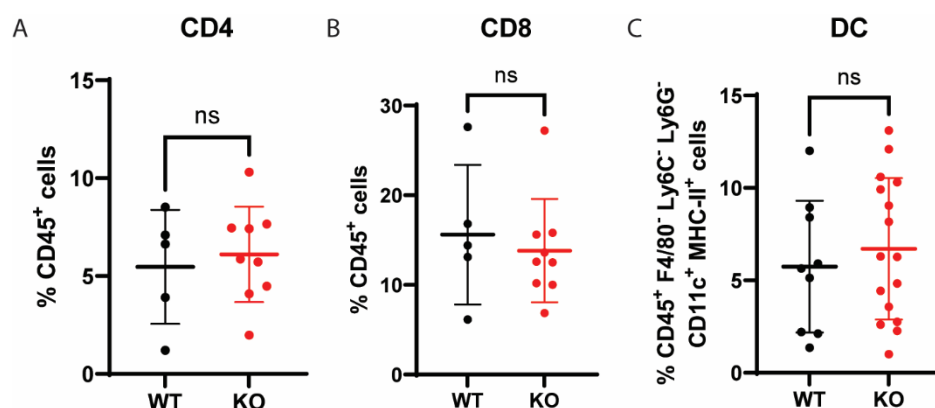 A
CD4
% CD45⁺ cells
15
10
5
0
ns
WT KO
B
CD8
% CD45⁺ cells
30
20
10
0
ns
WT KO
C
DC
% CD45⁺ F4/80⁻ Ly6C⁻ Ly6G⁻
CD11c⁺ MHC-II⁺ cells
15
10
5
0
ns
WT KO